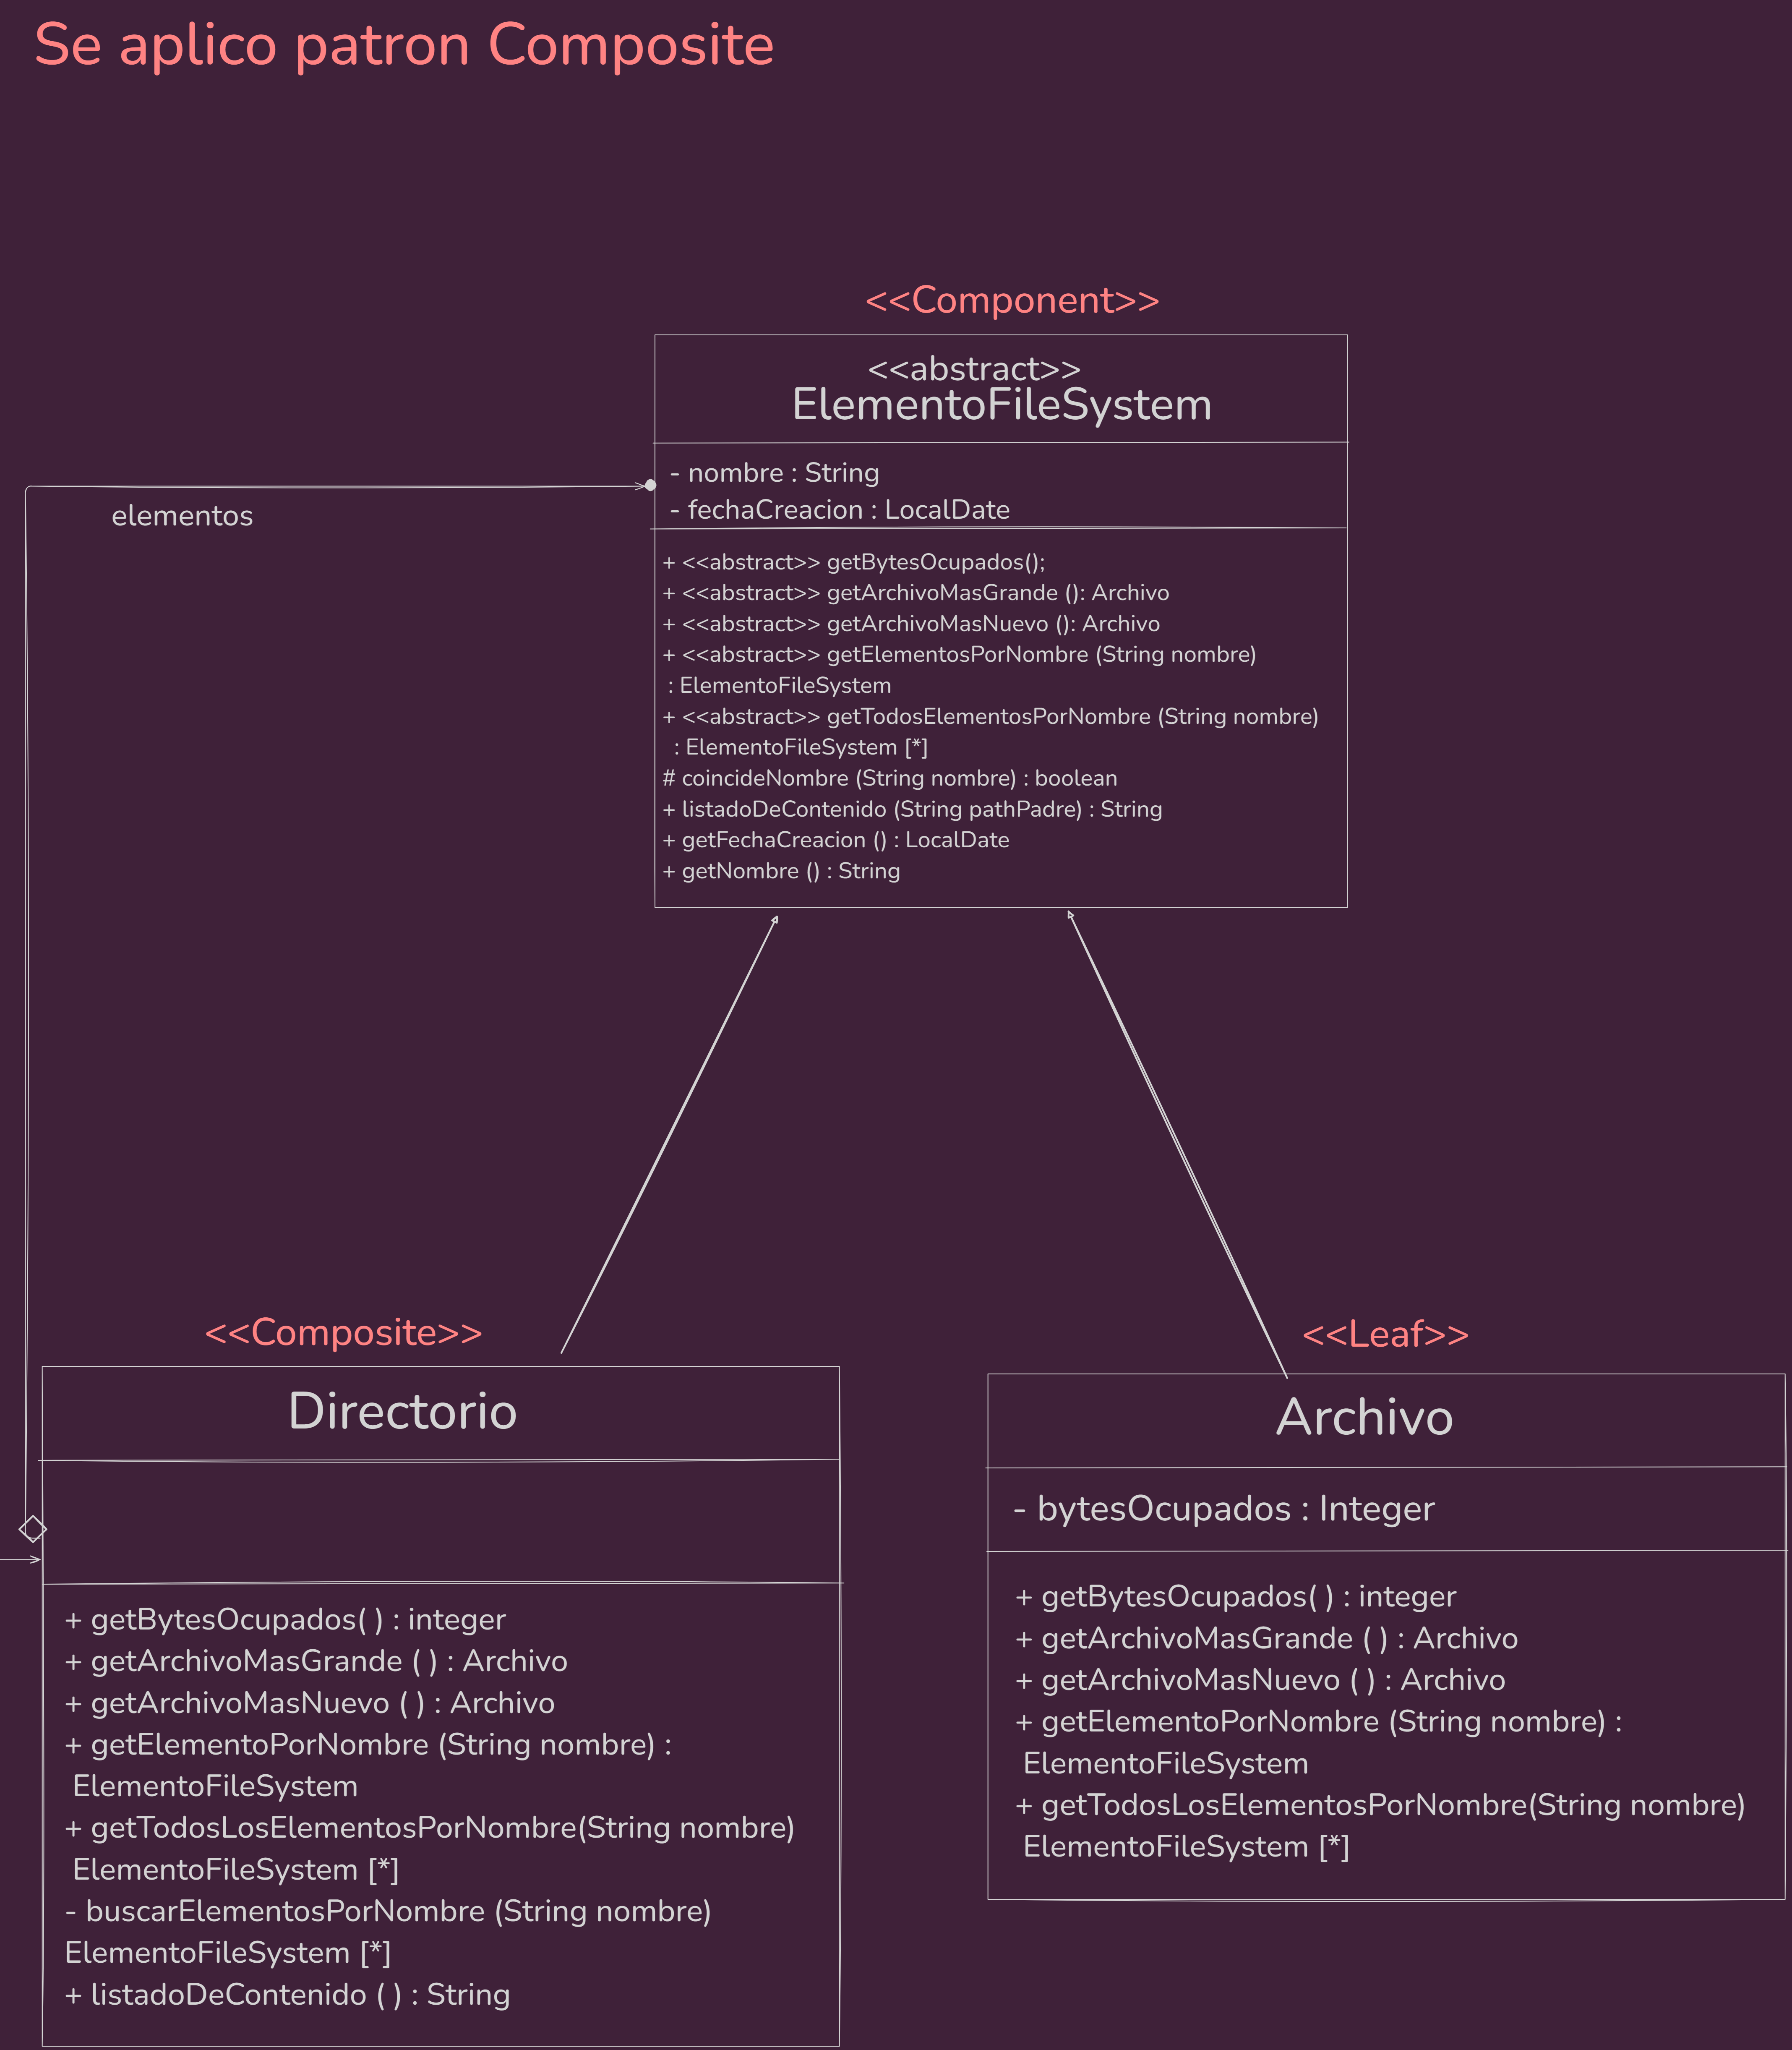 Se aplico patron Composite
<<Component>>
<<abstract>>
ElementoFileSystem
- nombre : String
- fechaCreacion : LocalDate
elementos
+ <<abstract>> getBytesOcupados();
+ <<abstract>> getArchivoMasGrande (): Archivo
+ <<abstract>> getArchivoMasNuevo (): Archivo
+ <<abstract>> getElementosPorNombre (String nombre)
: ElementoFileSystem
+ <<abstract>> getTodosElementosPorNombre (String nombre)
: ElementoFileSystem [*]
# coincideNombre (String nombre) : boolean
+ listadoDeContenido (String pathPadre) : String
+ getFechaCreacion () : LocalDate
+ getNombre () : String
<<Composite>>
Directorio
+ getBytesOcupados( ) : integer
+ getArchivoMasGrande ( ) : Archivo
+ getArchivoMasNuevo ( ) : Archivo
+ getElementoPorNombre (String nombre) :
ElementoFileSystem
+ getTodosLosElementosPorNombre(String nombre)
ElementoFileSystem [*]
- buscarElementosPorNombre (String nombre)
ElementoFileSystem [*]
+ listadoDeContenido ( ) : String
<<Leaf>>
Archivo
- bytesOcupados : Integer
+ getBytesOcupados( ) : integer
+ getArchivoMasGrande ( ) : Archivo
+ getArchivoMasNuevo ( ) : Archivo
+ getElementoPorNombre (String nombre) :
ElementoFileSystem
+ getTodosLosElementosPorNombre(String nombre)
ElementoFileSystem [*]